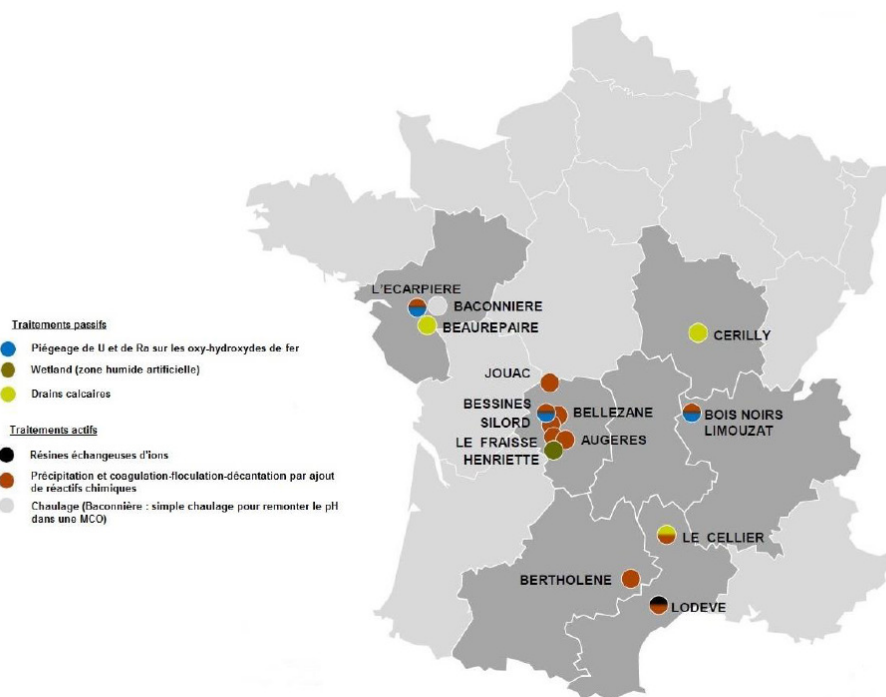 L'ECARPIERE
BACONNIERE
BEAUREPAIRE
CERILLY
JOUAC
BESSINES
BELLEZANE
SILORD
LE FRAISSE
AUGERES
HENRIETTE
BOIS NOIRS
LIMOUZAT
LE CELLIER
BERTHOLENE
LODEVE
Traitements passifs
Piégeage de U et de Ra sur les oxy-hydroxydes de fer
Wetland (zone humide artificielle)
Drains calcaires
Traitements actifs
Résines échangeuses d'ions
Précipitation et coagulation-floculation-décantation par ajout
de réactifs chimiques
Chaulage (Baconnière : simple chaulage pour remonter le pH
dans une MCO)